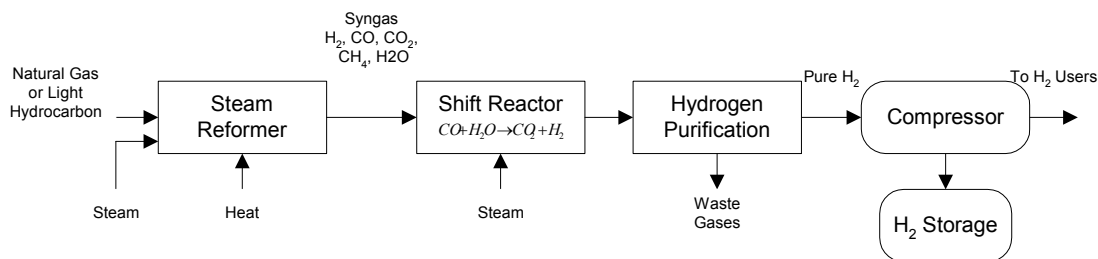 Syngas
H₂, CO, CO₂,
CH₄, H2O
Natural Gas
or Light
Hydrocarbon
Steam
Reformer
Shift Reactor
CO+H₂O→CO₂+H₂
Hydrogen
Purification
Pure H₂
Compressor
To H₂ Users
Steam
Heat
Steam
Waste
Gases
H₂ Storage